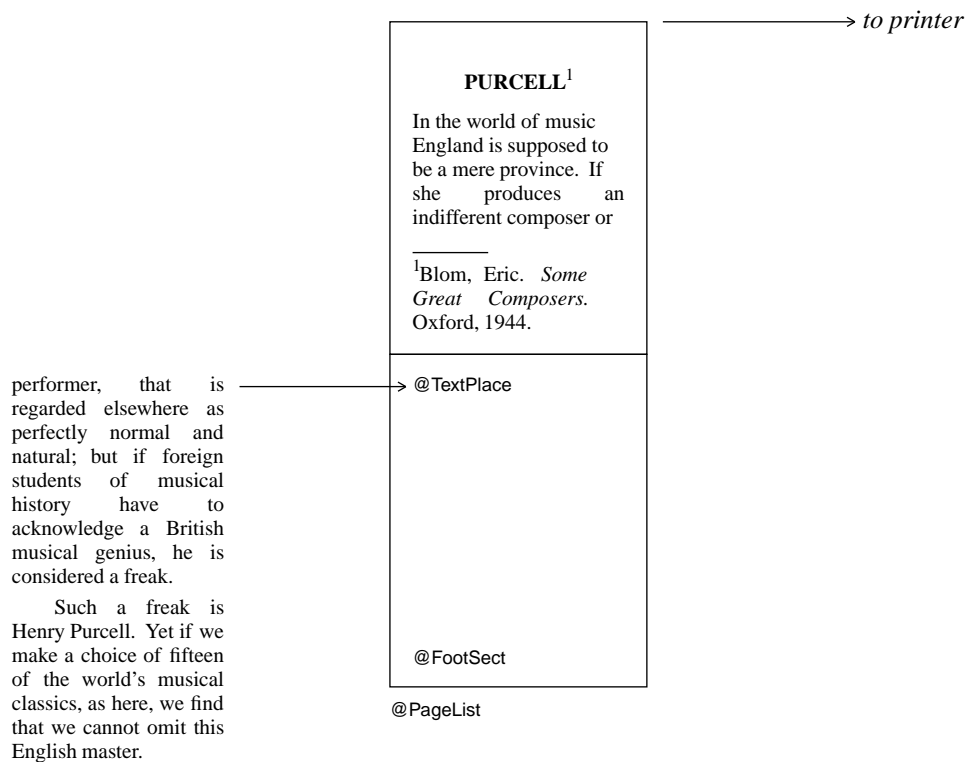 to printer
PURCELL1
In the world of music
England is supposed to
be a mere province. If
she produces an
indifferent composer or
1Blom, Eric. Some
Great Composers.
Oxford, 1944.
performer, that is
regarded elsewhere as
perfectly normal and
natural; but if foreign
students of musical
history have to
acknowledge a British
musical genius, he is
considered a freak.
Such a freak is
Henry Purcell. Yet if we
make a choice of fifteen
of the world's musical
classics, as here, we find
that we cannot omit this
English master.
@TextPlace
@FootSect
@PageList